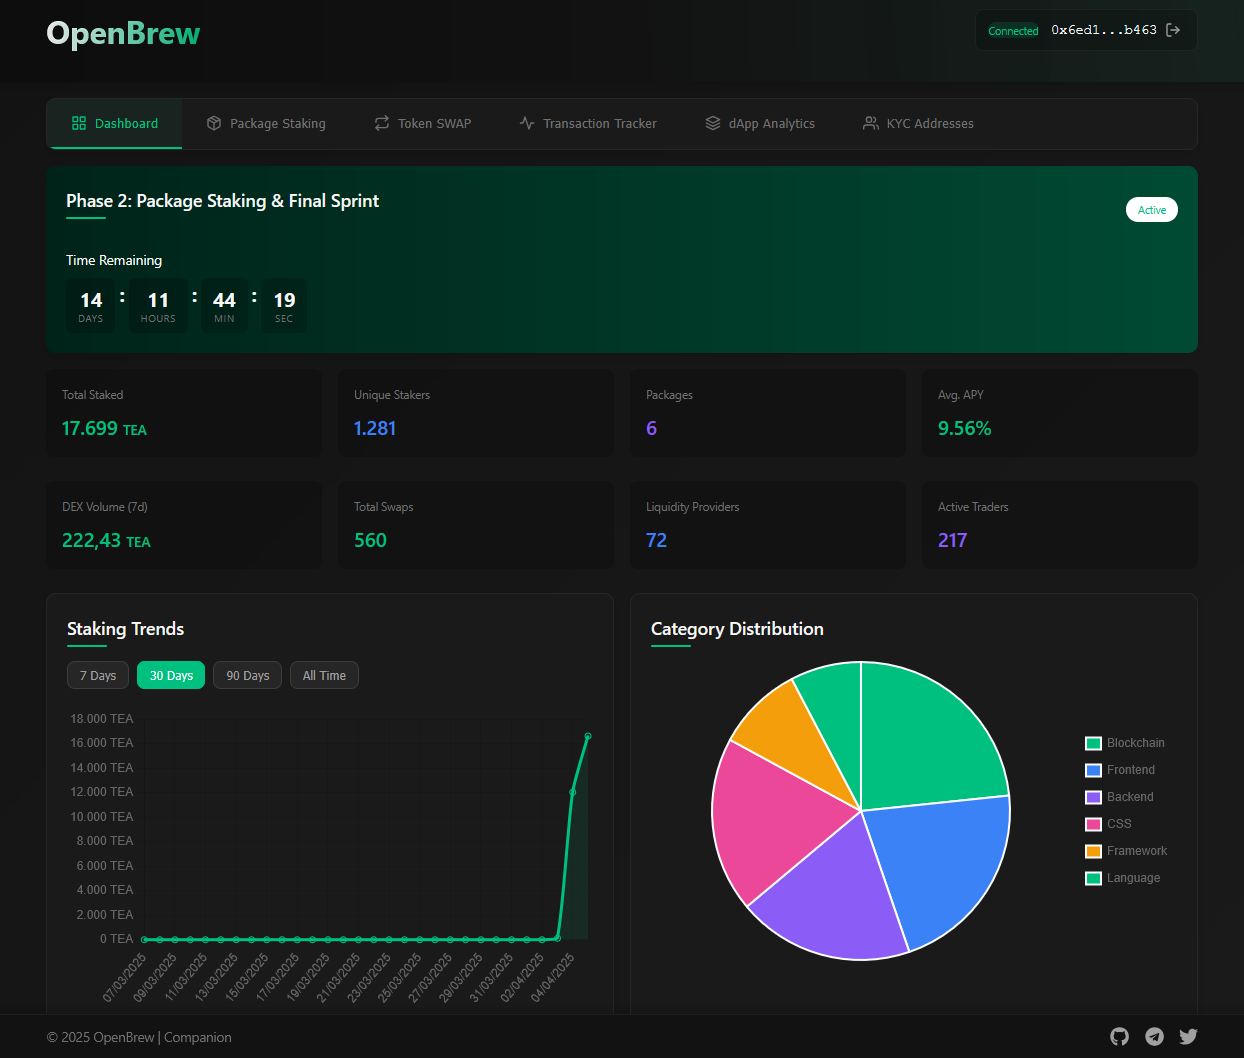 OpenBrew
Connected 0x6ed1...b463
Dashboard Package Staking Token SWAP Transaction Tracker dApp Analytics KYC Addresses
Phase 2: Package Staking & Final Sprint
Active
Time Remaining
14 : 11 : 44 : 19
DAYS HOURS MIN SEC
Total Staked Unique Stakers Packages Avg. APY
17.699 TEA 1.281 6 9.56%
DEX Volume (7d) Total Swaps Liquidity Providers Active Traders
222,43 TEA 560 72 217
Staking Trends
7 Days 30 Days 90 Days All Time
18.000 TEA
16.000 TEA
14.000 TEA
12.000 TEA
10.000 TEA
8.000 TEA
6.000 TEA
4.000 TEA
2.000 TEA
0 TEA
07/03/2025 09/03/2025 11/03/2025 13/03/2025 15/03/2025 17/03/2025 19/03/2025 21/03/2025 23/03/2025 25/03/2025 27/03/2025 29/03/2025 31/03/2025 02/04/2025 04/04/2025
Category Distribution
Blockchain
Frontend
Backend
CSS
Framework
Language
© 2025 OpenBrew | Companion